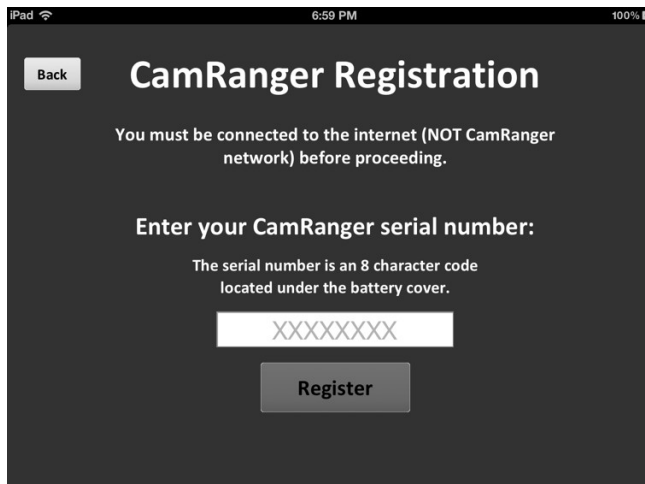 iPad 6:59 PM 100%
Back
CamRanger Registration
You must be connected to the internet (NOT CamRanger
network) before proceeding.
Enter your CamRanger serial number:
The serial number is an 8 character code
located under the battery cover.
XXXXXXXX
Register